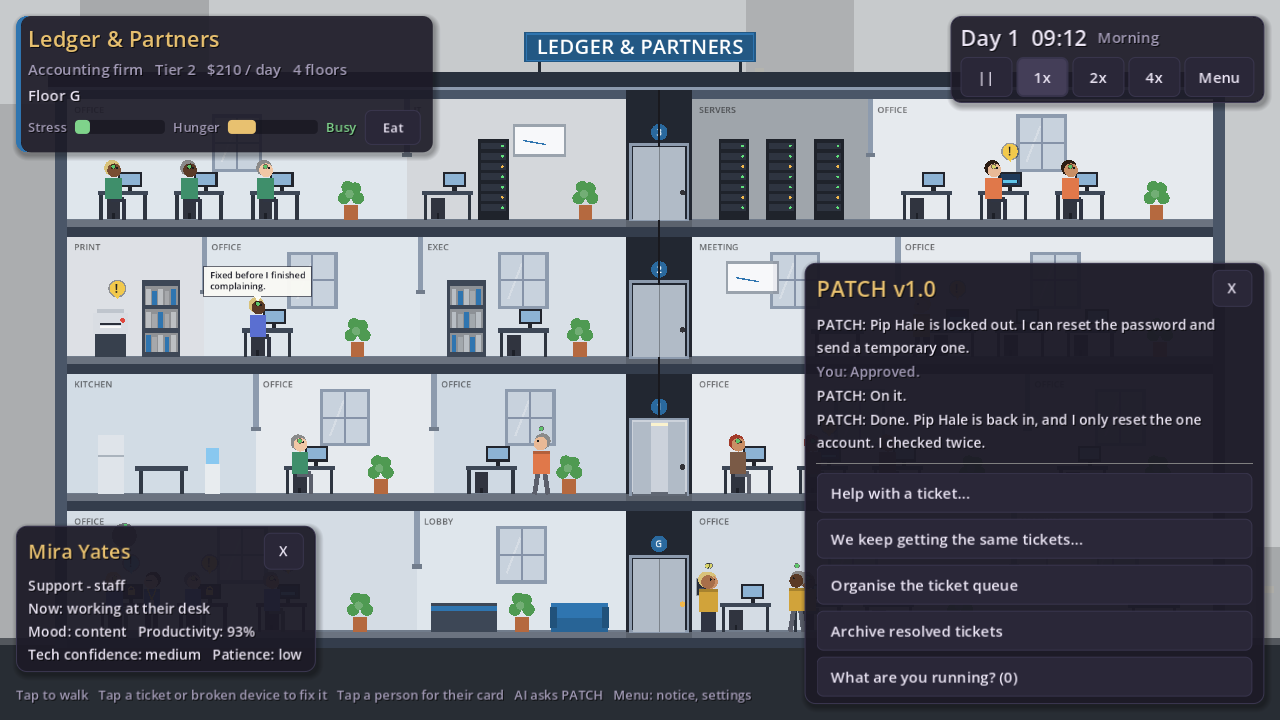 Ledger & Partners
Accounting firm Tier 2 $210 / day 4 floors
Floor G
Stress Hunger Busy Eat
LEDGER & PARTNERS
Day 1 09:12 Morning
|| 1x 2x 4x Menu
SERVERS
OFFICE
3
PRINT
OFFICE
EXEC
2
MEETING
OFFICE
Fixed before I finished
complaining.
KITCHEN
OFFICE
OFFICE
OFFICE
OFFICE
LOBBY
G
OFFICE
Mira Yates X
Support - staff
Now: working at their desk
Mood: content Productivity: 93%
Tech confidence: medium Patience: low
PATCH v1.0 X
PATCH: Pip Hale is locked out. I can reset the password and
send a temporary one.
You: Approved.
PATCH: On it.
PATCH: Done. Pip Hale is back in, and I only reset the one
account. I checked twice.
Help with a ticket...
We keep getting the same tickets...
Organise the ticket queue
Archive resolved tickets
What are you running? (0)
Tap to walk Tap a ticket or broken device to fix it Tap a person for their card AI asks PATCH Menu: notice, settings